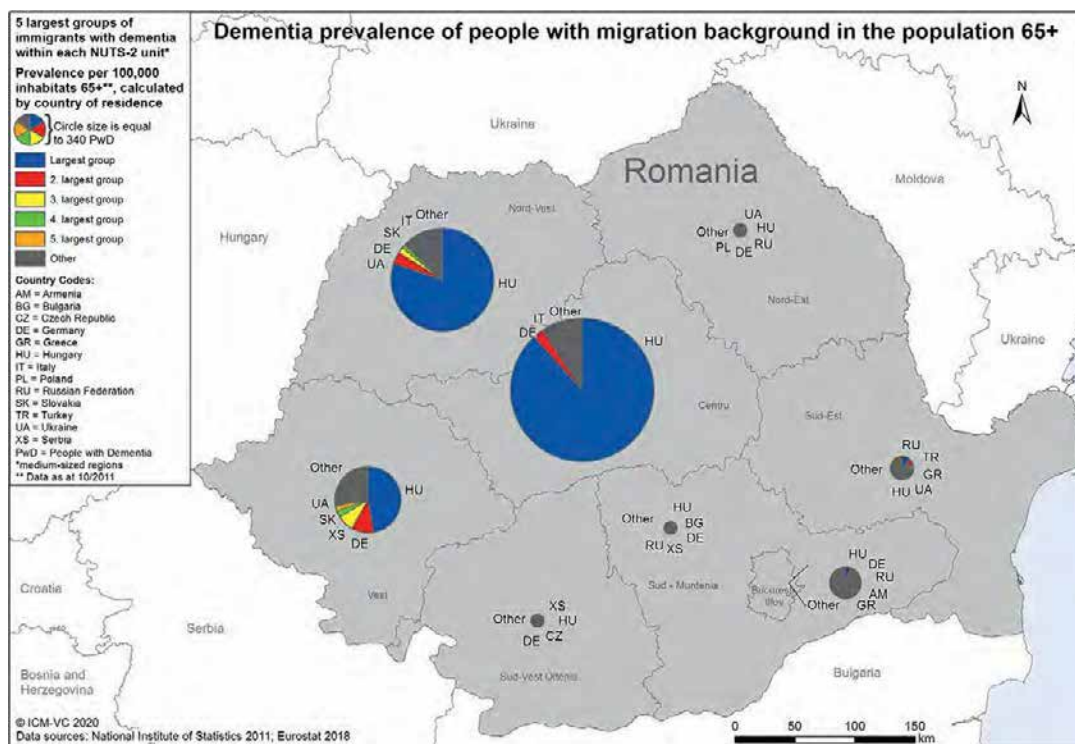 Dementia prevalence of people with migration background in the population 65+
5 largest groups of
immigrants with dementia
within each NUTS-2 unit*
Prevalence per 100,000
inhabitats 65+**, calculated
by country of residence
Circle size is equal
to 340 PwD
Largest group
2. largest group
3. largest group
4. largest group
5. largest group
Other
Country Codes:
AM = Armenia
BG = Bulgaria
CZ = Czech Republic
DE = Germany
GR = Greece
HU = Hungary
IT = Italy
PL = Poland
RU = Russian Federation
SK = Slovakia
TR = Turkey
UA = Ukraine
XS = Serbia
PwD = People with Dementia
*medium-sized regions
** Data as at 10/2011
N
Ukraine
Romania
Moldova
Hungary
Nord-Vest
IT Other
SK
DE
UA
HU
UA
Other HU
PL DE RU
Nord-Est
Ukraine
IT Other
DE
HU
Centru
Sud-Est
RU
TR
Other GR
HU UA
Other
HU
UA
SK
XS
DE
Vest
HU
Other BG
DE
RU XS
Sud - Muntenia
Bucuresti
Ilfov
HU
DE
RU
AM
Other GR
XS
Other HU
DE CZ
Sud-Vest Oltenia
Croatia
Serbia
Bosnia and
Herzegovina
Bulgaria
© ICM-VC 2020
Data sources: National Institute of Statistics 2011; Eurostat 2018
0 50 100 150
km